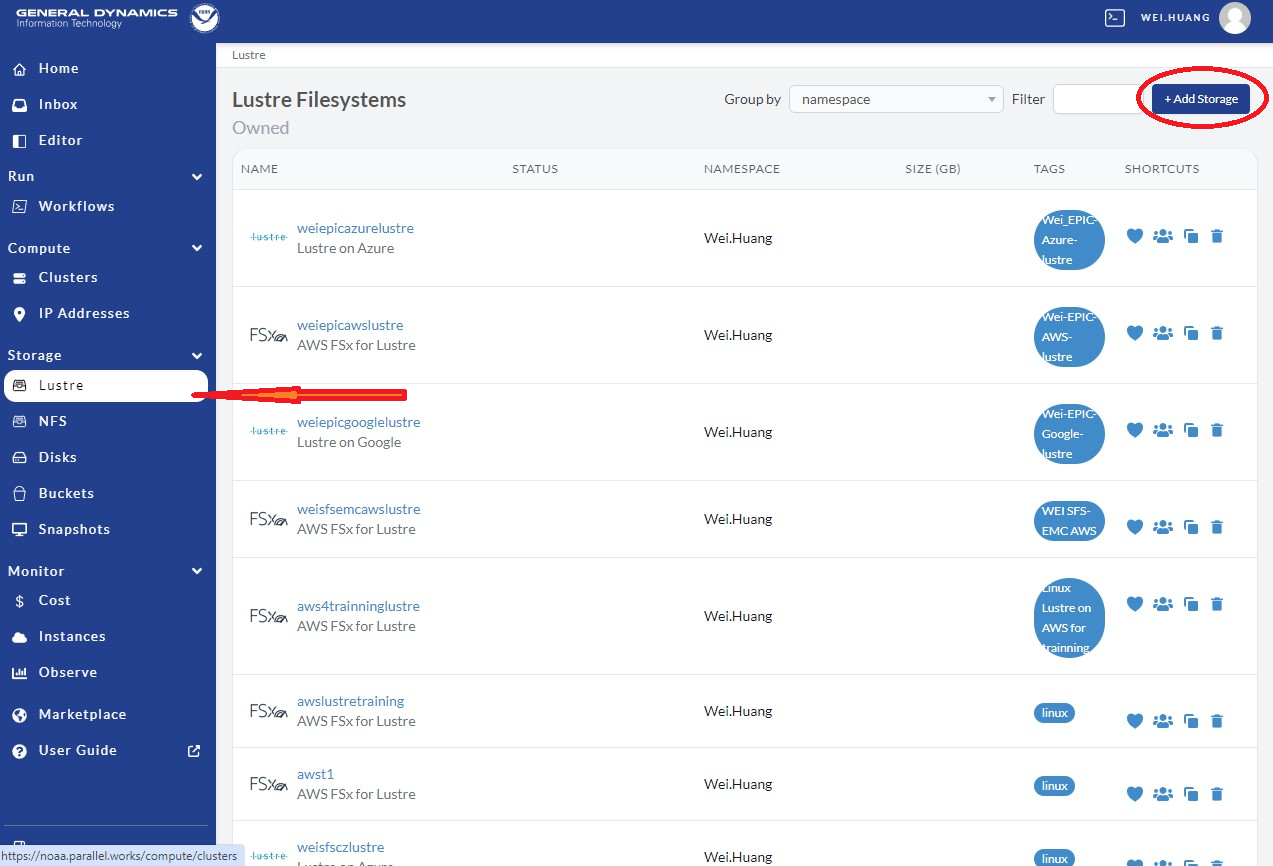 GENERAL DYNAMICS
Information Technology
NOAA
WEI.HUANG
Home
Inbox
Editor
Run
Workflows
Compute
Clusters
IP Addresses
Storage
Lustre
NFS
Disks
Buckets
Snapshots
Monitor
$ Cost
Instances
Observe
Marketplace
? User Guide
https://noaa.parallel.works/compute/clusters
Lustre
Lustre Filesystems
Group by namespace Filter + Add Storage
Owned
NAME STATUS NAMESPACE SIZE (GB) TAGS SHORTCUTS
·l·u·s·t·r·e· weiepicazurelustre
Lustre on Azure
Wei.Huang
Wei_EPIC-
Azure-
lustre
FSx weiepicawslustre
AWS FSx for Lustre
Wei.Huang
Wei-EPIC-
AWS-
lustre
·l·u·s·t·r·e· weiepicgooglelustre
Lustre on Google
Wei.Huang
Wei-EPIC-
Google-
lustre
FSx weisfsemcawslustre
AWS FSx for Lustre
Wei.Huang
WEI SFS-
EMC AWS
FSx aws4trainninglustre
AWS FSx for Lustre
Wei.Huang
Linux
Lustre on
AWS for
trainning
FSx awslustretraining
AWS FSx for Lustre
Wei.Huang
linux
FSx awst1
AWS FSx for Lustre
Wei.Huang
linux
·l·u·s·t·r·e· weisfsczlustre
Lustre on Azure
Wei.Huang
linux